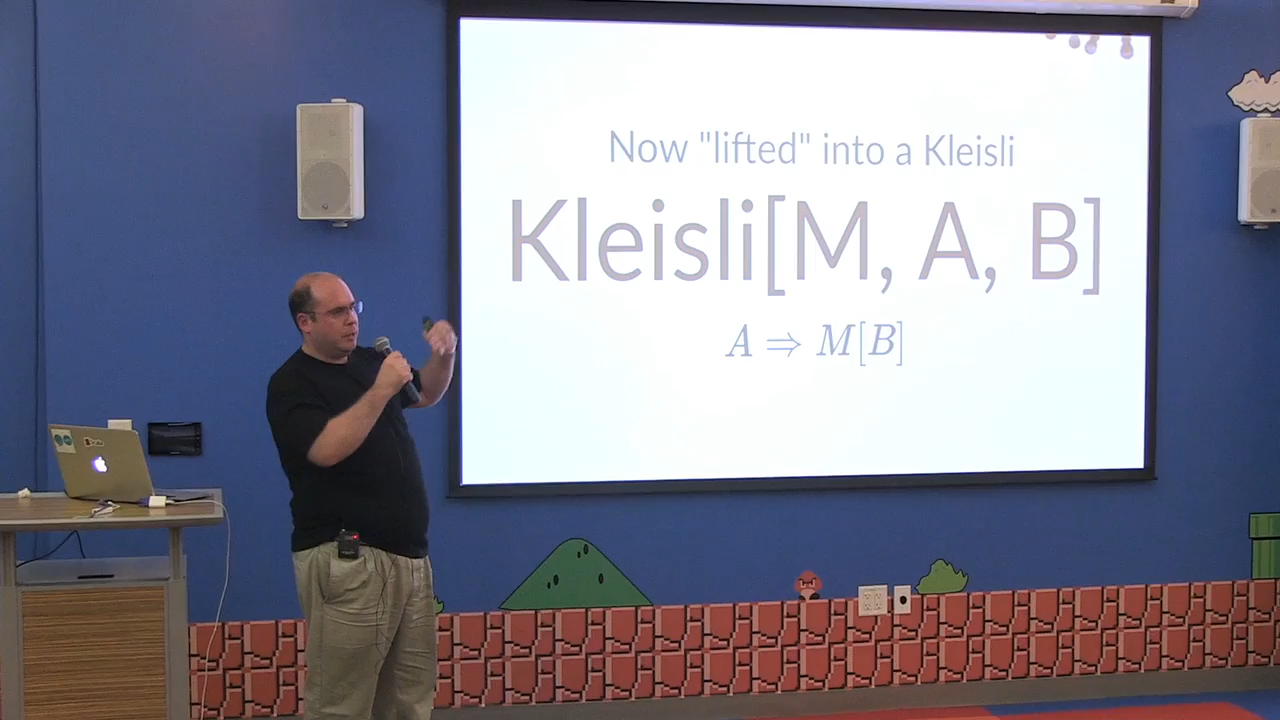 Now "lifted" into a Kleisli
Kleisli[M, A, B]
A ⇒ M[B]